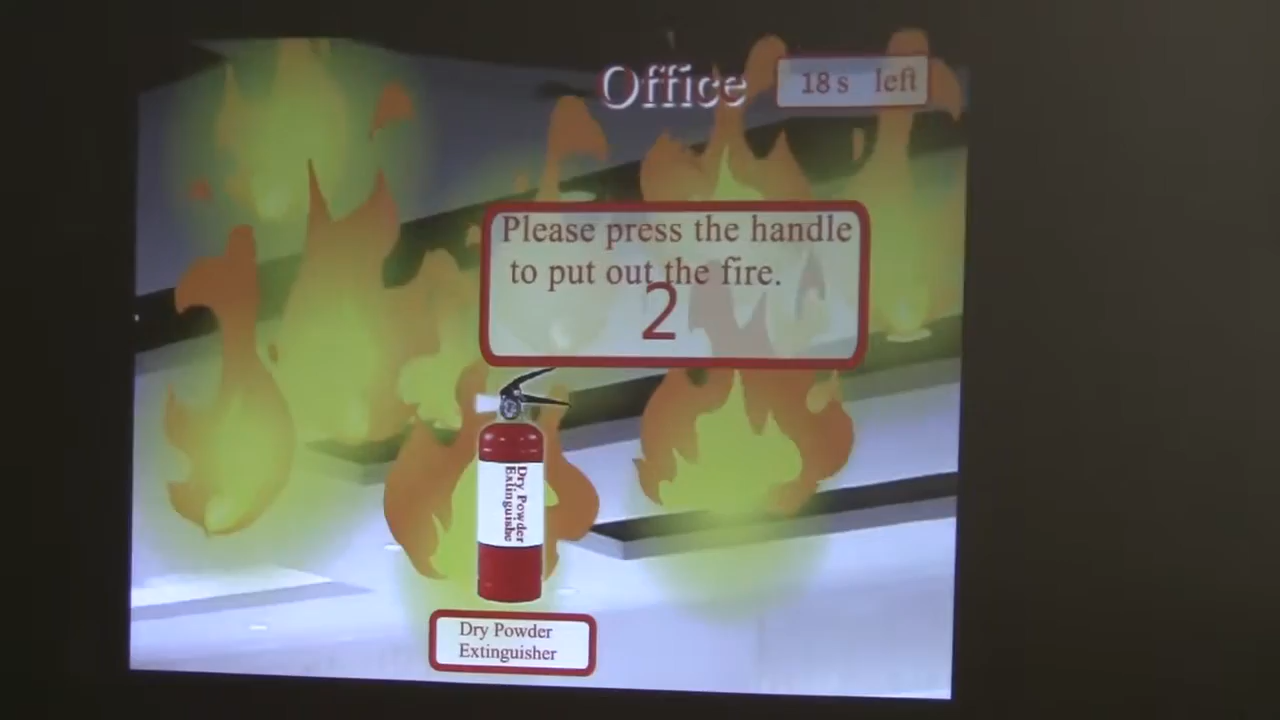 Office
18 s left
Please press the handle
to put out the fire.
2
Dry Powder
Extinguishe
Dry Powder
Extinguisher